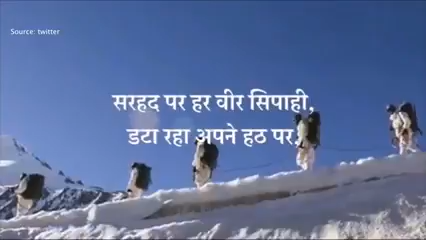 Source: twitter
सरहद पर हर वीर सिपाही,
डटा रहा अपने हठ पर,